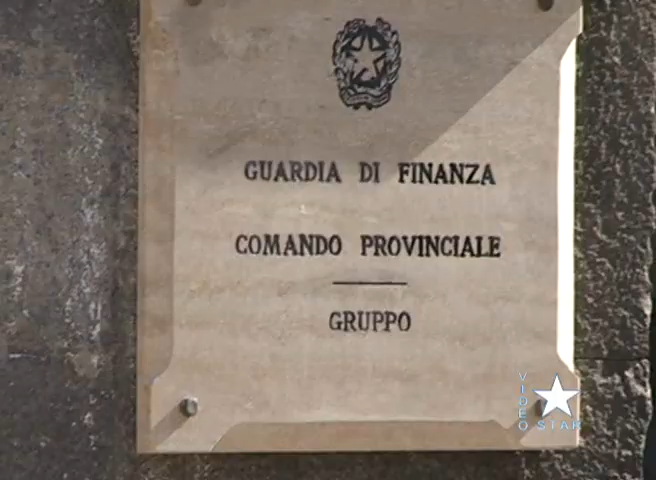 GUARDIA DI FINANZA
COMANDO PROVINCIALE
GRUPPO
VIDEO STAR